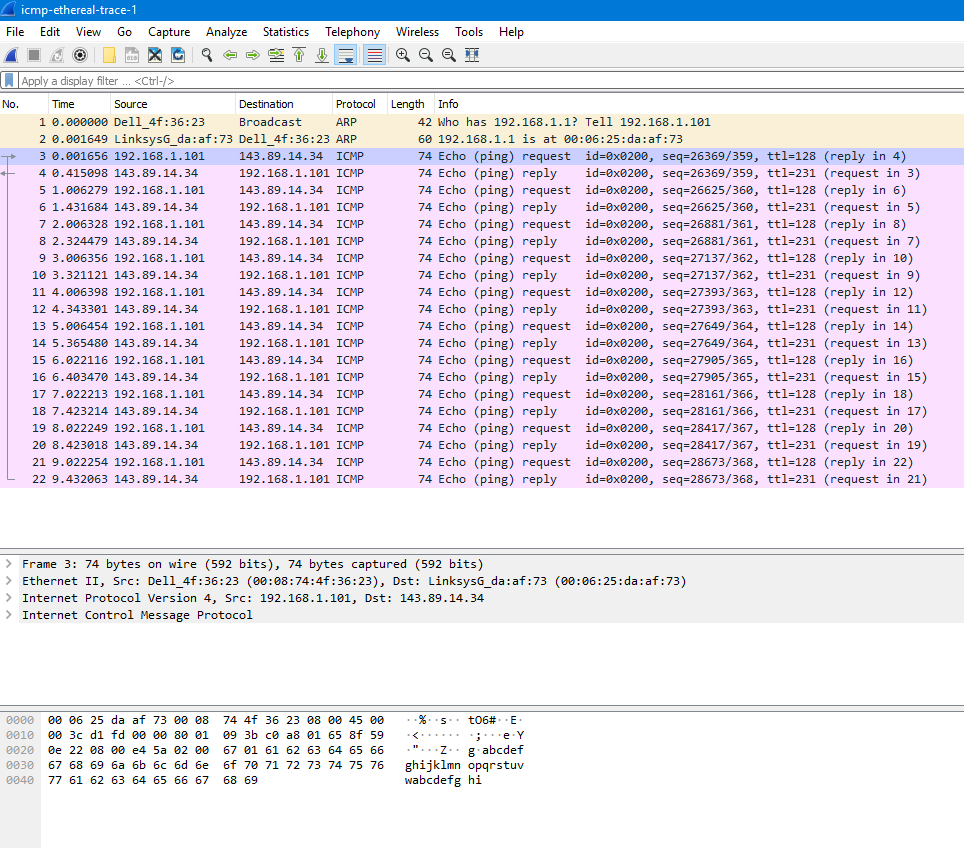 icmp-ethereal-trace-1
File Edit View Go Capture Analyze Statistics Telephony Wireless Tools Help
Apply a display filter ... <Ctrl-/>
No. Time Source Destination Protocol Length Info
1 0.000000 Dell_4f:36:23 Broadcast ARP 42 Who has 192.168.1.1? Tell 192.168.1.101
2 0.001649 LinksysG_da:af:73 Dell_4f:36:23 ARP 60 192.168.1.1 is at 00:06:25:da:af:73
3 0.001656 192.168.1.101 143.89.14.34 ICMP 74 Echo (ping) request id=0x0200, seq=26369/359, ttl=128 (reply in 4)
4 0.415098 143.89.14.34 192.168.1.101 ICMP 74 Echo (ping) reply id=0x0200, seq=26369/359, ttl=231 (request in 3)
5 1.006279 192.168.1.101 143.89.14.34 ICMP 74 Echo (ping) request id=0x0200, seq=26625/360, ttl=128 (reply in 6)
6 1.431684 143.89.14.34 192.168.1.101 ICMP 74 Echo (ping) reply id=0x0200, seq=26625/360, ttl=231 (request in 5)
7 2.006328 192.168.1.101 143.89.14.34 ICMP 74 Echo (ping) request id=0x0200, seq=26881/361, ttl=128 (reply in 8)
8 2.324479 143.89.14.34 192.168.1.101 ICMP 74 Echo (ping) reply id=0x0200, seq=26881/361, ttl=231 (request in 7)
9 3.006356 192.168.1.101 143.89.14.34 ICMP 74 Echo (ping) request id=0x0200, seq=27137/362, ttl=128 (reply in 10)
10 3.321121 143.89.14.34 192.168.1.101 ICMP 74 Echo (ping) reply id=0x0200, seq=27137/362, ttl=231 (request in 9)
11 4.006398 192.168.1.101 143.89.14.34 ICMP 74 Echo (ping) request id=0x0200, seq=27393/363, ttl=128 (reply in 12)
12 4.343301 143.89.14.34 192.168.1.101 ICMP 74 Echo (ping) reply id=0x0200, seq=27393/363, ttl=231 (request in 11)
13 5.006454 192.168.1.101 143.89.14.34 ICMP 74 Echo (ping) request id=0x0200, seq=27649/364, ttl=128 (reply in 14)
14 5.365480 143.89.14.34 192.168.1.101 ICMP 74 Echo (ping) reply id=0x0200, seq=27649/364, ttl=231 (request in 13)
15 6.022116 192.168.1.101 143.89.14.34 ICMP 74 Echo (ping) request id=0x0200, seq=27905/365, ttl=128 (reply in 16)
16 6.403470 143.89.14.34 192.168.1.101 ICMP 74 Echo (ping) reply id=0x0200, seq=27905/365, ttl=231 (request in 15)
17 7.022213 192.168.1.101 143.89.14.34 ICMP 74 Echo (ping) request id=0x0200, seq=28161/366, ttl=128 (reply in 18)
18 7.423214 143.89.14.34 192.168.1.101 ICMP 74 Echo (ping) reply id=0x0200, seq=28161/366, ttl=231 (request in 17)
19 8.022249 192.168.1.101 143.89.14.34 ICMP 74 Echo (ping) request id=0x0200, seq=28417/367, ttl=128 (reply in 20)
20 8.423018 143.89.14.34 192.168.1.101 ICMP 74 Echo (ping) reply id=0x0200, seq=28417/367, ttl=231 (request in 19)
21 9.022254 192.168.1.101 143.89.14.34 ICMP 74 Echo (ping) request id=0x0200, seq=28673/368, ttl=128 (reply in 22)
22 9.432063 143.89.14.34 192.168.1.101 ICMP 74 Echo (ping) reply id=0x0200, seq=28673/368, ttl=231 (request in 21)
Frame 3: 74 bytes on wire (592 bits), 74 bytes captured (592 bits)
Ethernet II, Src: Dell_4f:36:23 (00:08:74:4f:36:23), Dst: LinksysG_da:af:73 (00:06:25:da:af:73)
Internet Protocol Version 4, Src: 192.168.1.101, Dst: 143.89.14.34
Internet Control Message Protocol
0000 00 06 25 da af 73 00 08 74 4f 36 23 08 00 45 00 ··%··s·· tO6#··E·
0010 00 3c d1 fd 00 00 80 01 09 3b c0 a8 01 65 8f 59 ·<······ ·;···e·Y
0020 0e 22 08 00 e4 5a 02 00 67 01 61 62 63 64 65 66 ·"···Z·· g·abcdef
0030 67 68 69 6a 6b 6c 6d 6e 6f 70 71 72 73 74 75 76 ghijklmn opqrstuv
0040 77 61 62 63 64 65 66 67 68 69 wabcdefg hi